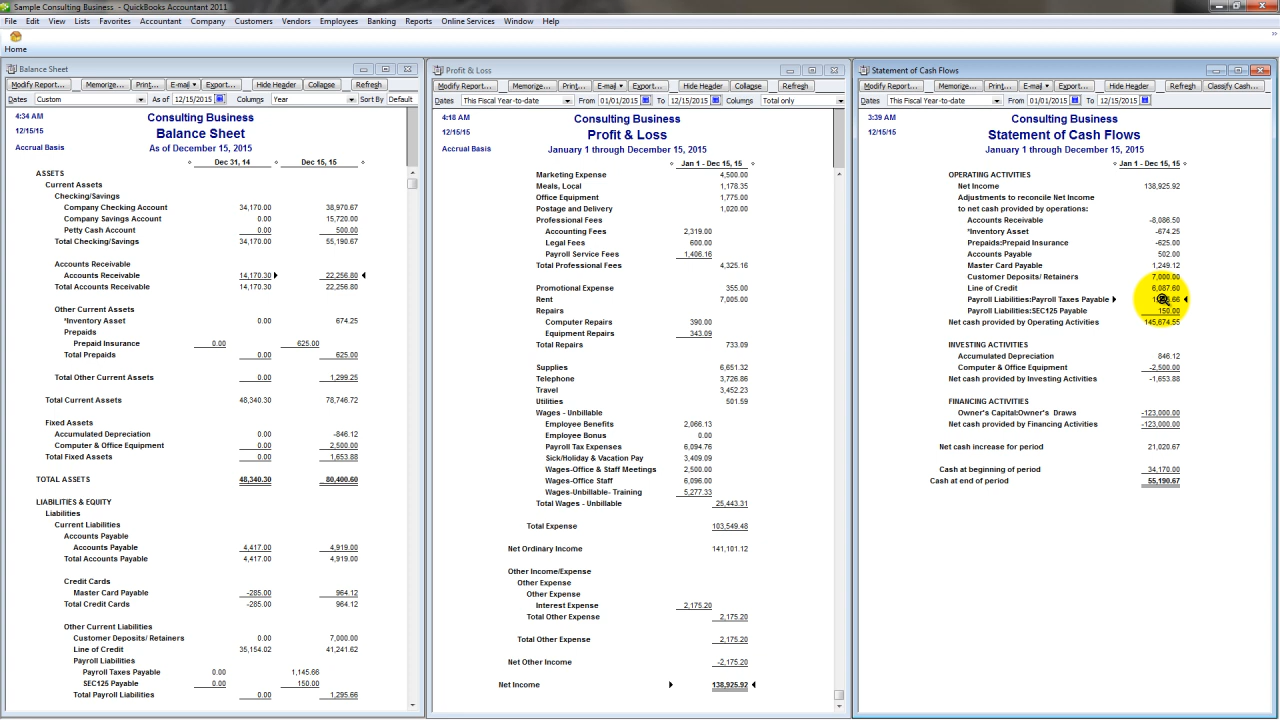 Sample Consulting Business - QuickBooks Accountant 2011
File Edit View Lists Favorites Accountant Company Customers Vendors Employees Banking Reports Online Services Window Help
Home
Balance Sheet
Modify Report... Memorize... Print... E-mail Export... Hide Header Collapse Refresh
Dates Custom As of 12/15/2015 Columns Year Sort By Default
4:34 AM Consulting Business
12/15/15 Balance Sheet
Accrual Basis As of December 15, 2015
Dec 31, 14 Dec 15, 15
ASSETS
Current Assets
Checking/Savings
Company Checking Account 34,170.00 38,970.67
Company Savings Account 0.00 15,720.00
Petty Cash Account 0.00 500.00
Total Checking/Savings 34,170.00 55,190.67
Accounts Receivable
Accounts Receivable 14,170.30 22,256.80
Total Accounts Receivable 14,170.30 22,256.80
Other Current Assets
*Inventory Asset 0.00 674.25
Prepaids
Prepaid Insurance 0.00 625.00
Total Prepaids 0.00 625.00
Total Other Current Assets 0.00 1,299.25
Total Current Assets 48,340.30 78,746.72
Fixed Assets
Accumulated Depreciation 0.00 -846.12
Computer & Office Equipment 0.00 2,500.00
Total Fixed Assets 0.00 1,653.88
TOTAL ASSETS 48,340.30 80,400.60
LIABILITIES & EQUITY
Liabilities
Current Liabilities
Accounts Payable
Accounts Payable 4,417.00 4,919.00
Total Accounts Payable 4,417.00 4,919.00
Credit Cards
Master Card Payable -285.00 964.12
Total Credit Cards -285.00 964.12
Other Current Liabilities
Customer Deposits/ Retainers 0.00 7,000.00
Line of Credit 35,154.02 41,241.62
Payroll Liabilities
Payroll Taxes Payable 0.00 1,145.66
SEC125 Payable 0.00 150.00
Total Payroll Liabilities 0.00 1,295.66
Profit & Loss
Modify Report... Memorize... Print... E-mail Export... Hide Header Collapse Refresh
Dates This Fiscal Year-to-date From 01/01/2015 To 12/15/2015 Columns Total only
4:18 AM Consulting Business
12/15/15 Profit & Loss
Accrual Basis January 1 through December 15, 2015
Jan 1 - Dec 15, 15
Marketing Expense 4,500.00
Meals, Local 1,178.35
Office Equipment 1,775.00
Postage and Delivery 1,020.00
Professional Fees
Accounting Fees 2,319.00
Legal Fees 600.00
Payroll Service Fees 1,406.16
Total Professional Fees 4,325.16
Promotional Expense 355.00
Rent 7,005.00
Repairs
Computer Repairs 390.00
Equipment Repairs 343.09
Total Repairs 733.09
Supplies 6,651.32
Telephone 3,726.86
Travel 3,452.23
Utilities 501.59
Wages - Unbillable
Employee Benefits 2,066.13
Employee Bonus 0.00
Payroll Tax Expenses 6,094.76
Sick/Holiday & Vacation Pay 3,409.09
Wages-Office & Staff Meetings 2,500.00
Wages-Office Staff 6,096.00
Wages-Unbillable- Training 5,277.33
Total Wages - Unbillable 25,443.31
Total Expense 103,549.48
Net Ordinary Income 141,101.12
Other Income/Expense
Other Expense
Other Expense
Interest Expense 2,175.20
Total Other Expense 2,175.20
Total Other Expense 2,175.20
Net Other Income -2,175.20
Net Income 138,925.92
Statement of Cash Flows
Modify Report... Memorize... Print... E-mail Export... Hide Header Refresh Classify Cash...
Dates This Fiscal Year-to-date From 01/01/2015 To 12/15/2015
3:39 AM Consulting Business
12/15/15 Statement of Cash Flows
January 1 through December 15, 2015
Jan 1 - Dec 15, 15
OPERATING ACTIVITIES
Net Income 138,925.92
Adjustments to reconcile Net Income
to net cash provided by operations:
Accounts Receivable -8,086.50
*Inventory Asset -674.25
Prepaids:Prepaid Insurance -625.00
Accounts Payable 502.00
Master Card Payable 1,249.12
Customer Deposits/ Retainers 7,000.00
Line of Credit 6,087.60
Payroll Liabilities:Payroll Taxes Payable
Payroll Liabilities:SEC125 Payable 150.00
Net cash provided by Operating Activities 145,674.55
INVESTING ACTIVITIES
Accumulated Depreciation 846.12
Computer & Office Equipment -2,500.00
Net cash provided by Investing Activities -1,653.88
FINANCING ACTIVITIES
Owner's Capital:Owner's Draws -123,000.00
Net cash provided by Financing Activities -123,000.00
Net cash increase for period 21,020.67
Cash at beginning of period 34,170.00
Cash at end of period 55,190.67